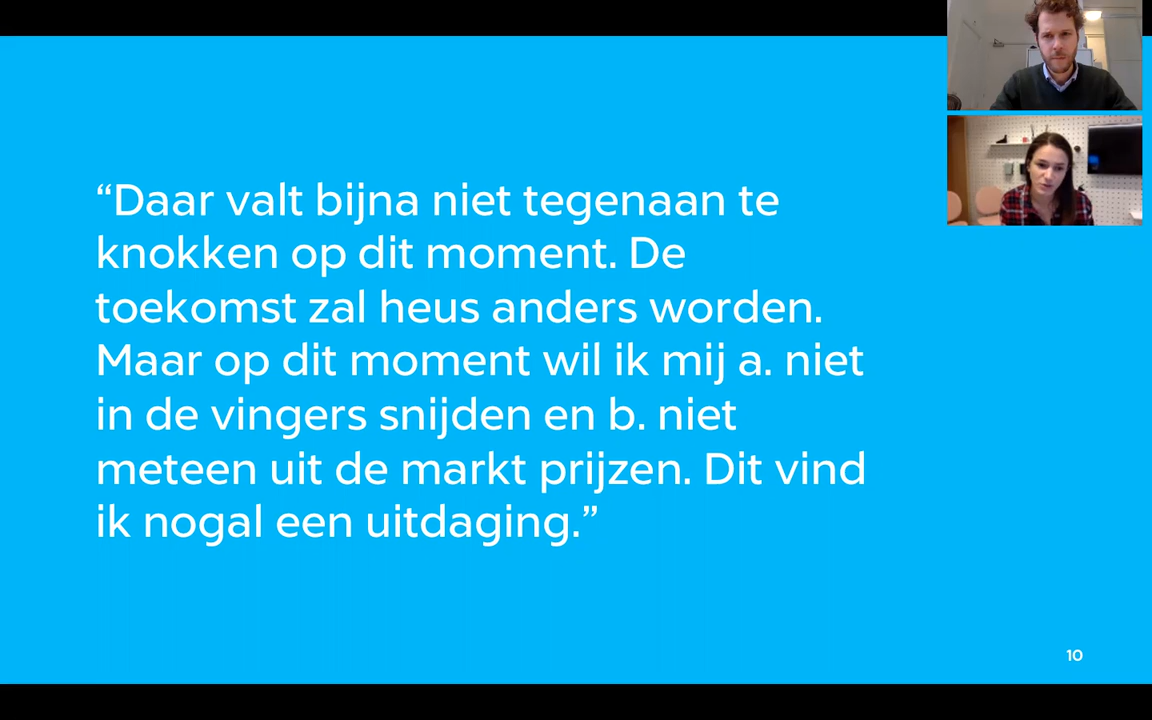 “Daar valt bijna niet tegenaan te
knokken op dit moment. De
toekomst zal heus anders worden.
Maar op dit moment wil ik mij a. niet
in de vingers snijden en b. niet
meteen uit de markt prijzen. Dit vind
ik nogal een uitdaging.”
10